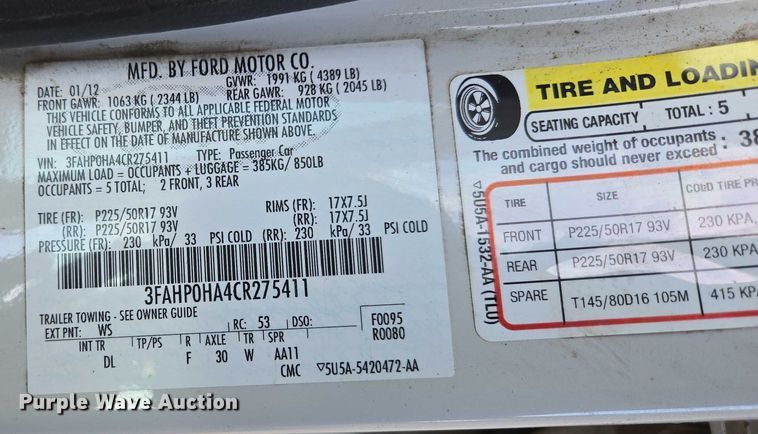 MFD. BY FORD MOTOR CO.
DATE: 01/12 GVWR: 1991 KG ( 4389 LB)
FRONT GAWR: 1063 KG ( 2344 LB) REAR GAWR: 928 KG ( 2045 LB)
THIS VEHICLE CONFORMS TO ALL APPLICABLE FEDERAL MOTOR
VEHICLE SAFETY, BUMPER, AND THEFT PREVENTION STANDARDS
IN EFFECT ON THE DATE OF MANUFACTURE SHOWN ABOVE.
VIN: 3FAHP0HA4CR275411 TYPE: Passenger Car
MAXIMUM LOAD = OCCUPANTS + LUGGAGE = 385KG/ 850LB
OCCUPANTS = 5 TOTAL; 2 FRONT, 3 REAR
TIRE (FR): P225/50R17 93V RIMS (FR): 17X7.5J
(RR): P225/50R17 93V (RR): 17X7.5J
PRESSURE (FR): 230 kPa/ 33 PSI COLD (RR): 230 kPa/ 33 PSI COLD
3FAHP0HA4CR275411
TRAILER TOWING - SEE OWNER GUIDE
EXT PNT: WS RC: 53 DSO: F0095
R0080
INT TR TP/PS R AXLE TR SPR
DL F 30 W AA11
CMC ▽5U5A-5420472-AA
TIRE AND LOADIN
SEATING CAPACITY TOTAL : 5
The combined weight of occupants
and cargo should never exceed : 38
TIRE SIZE COLD TIRE PR
FRONT P225/50R17 93V 230 KPA,
REAR P225/50R17 93V 230 KPA
SPARE T145/80D16 105M 415 KPA
▽5U5A-1532-AA (TLU)
Purple Wave Auction